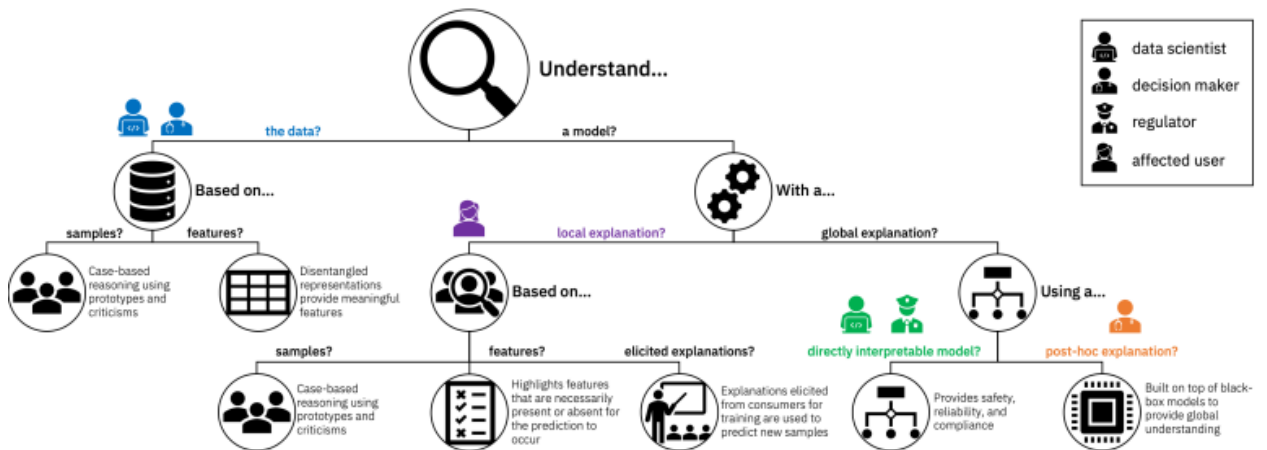 Understand...
data scientist
decision maker
regulator
affected user
the data?
a model?
Based on...
With a...
samples?
features?
local explanation?
global explanation?
Case-based
reasoning using
prototypes and
criticisms
Disentangled
representations
provide meaningful
features
Based on...
Using a...
samples?
features?
elicited explanations?
directly interpretable model?
post-hoc explanation?
Case-based
reasoning using
prototypes and
criticisms
Highlights features
that are necessarily
present or absent for
the prediction to
occur
Explanations elicited
from consumers for
training are used to
predict new samples
Provides safety,
reliability, and
compliance
Built on top of black-
box models to
provide global
understanding